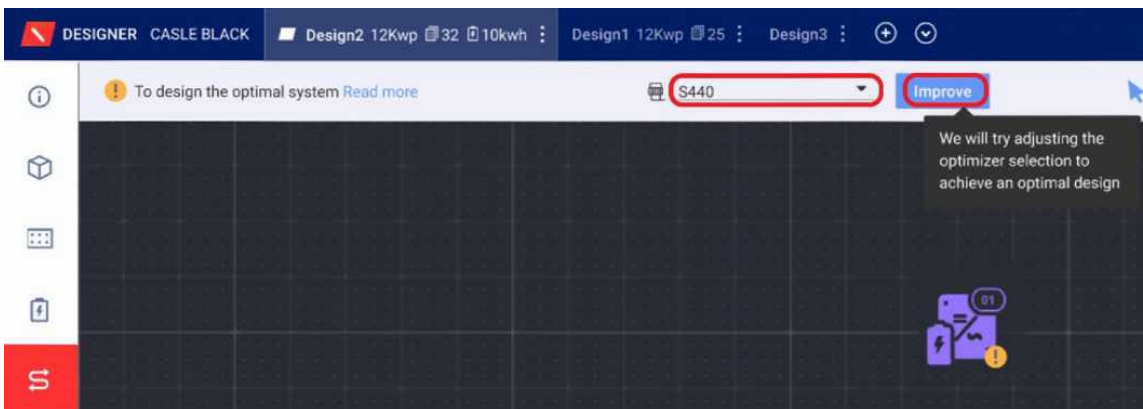 DESIGNER CASLE BLACK Design2 12Kwp 32 10kwh Design1 12Kwp 25 Design3
To design the optimal system Read more S440 Improve
We will try adjusting the
optimizer selection to
achieve an optimal design
01